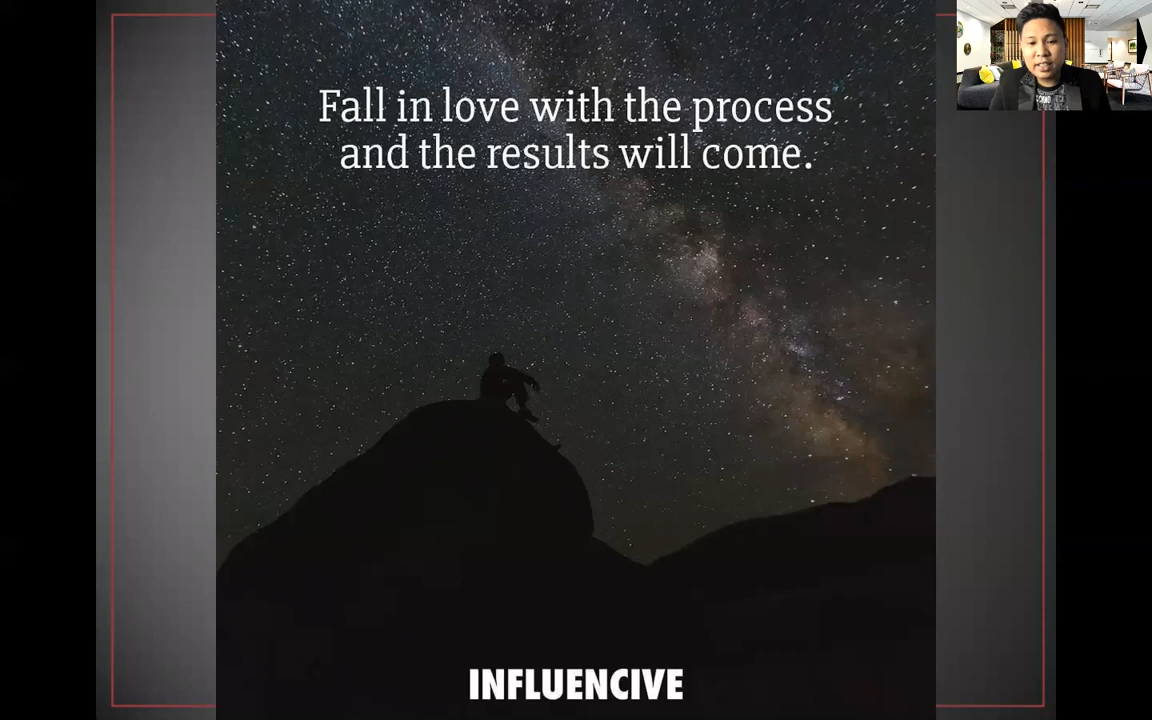 Fall in love with the process
and the results will come.
INFLUENCIVE